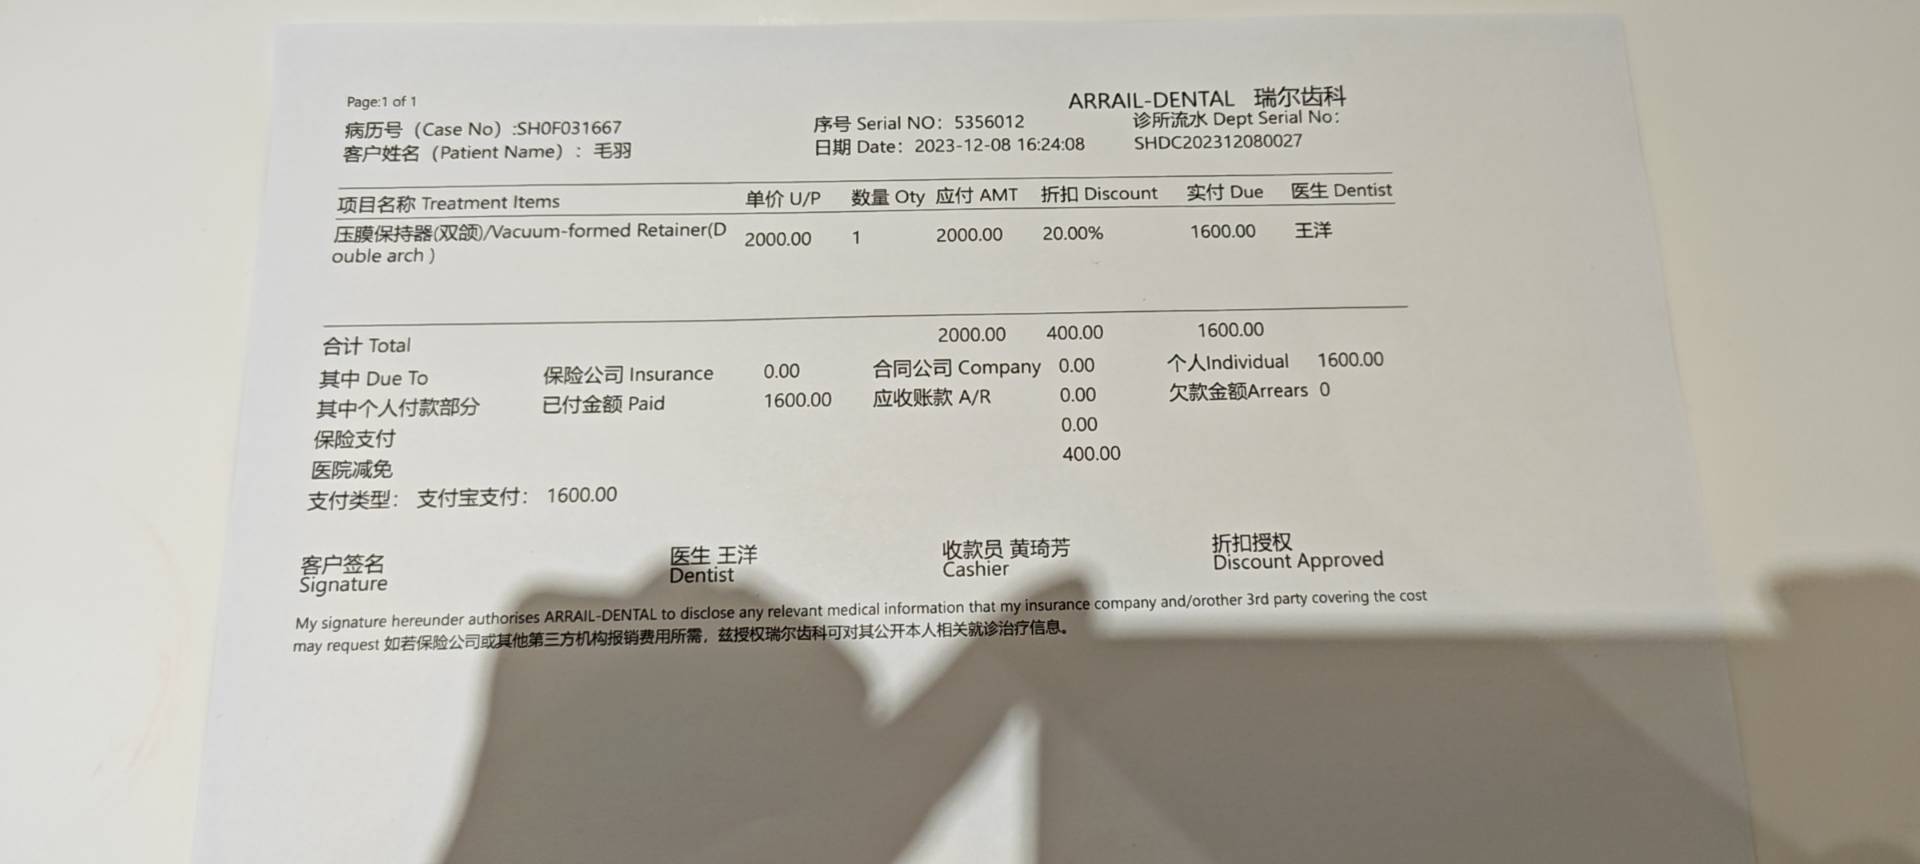 Page:1 of 1
ARRAIL-DENTAL 瑞尔齿科
病历号（Case No）:SH0F031667 序号 Serial NO：5356012 诊所流水 Dept Serial No：
客户姓名（Patient Name）：毛羽 日期 Date：2023-12-08 16:24:08 SHDC202312080027
项目名称 Treatment Items 单价 U/P 数量 Qty 应付 AMT 折扣 Discount 实付 Due 医生 Dentist
压膜保持器(双颌)/Vacuum-formed Retainer(D 2000.00 1 2000.00 20.00% 1600.00 王洋
ouble arch )
合计 Total 2000.00 400.00 1600.00
其中 Due To 保险公司 Insurance 0.00 合同公司 Company 0.00 个人Individual 1600.00
其中个人付款部分 已付金额 Paid 1600.00 应收账款 A/R 0.00 欠款金额Arrears 0
保险支付 0.00
医院减免 400.00
支付类型： 支付宝支付： 1600.00
客户签名 医生 王洋 收款员 黄琦芳 折扣授权
Signature Dentist Cashier Discount Approved
My signature hereunder authorises ARRAIL-DENTAL to disclose any relevant medical information that my insurance company and/orother 3rd party covering the cost
may request 如若保险公司或其他第三方机构报销费用所需，兹授权瑞尔齿科可对其公开本人相关就诊治疗信息。